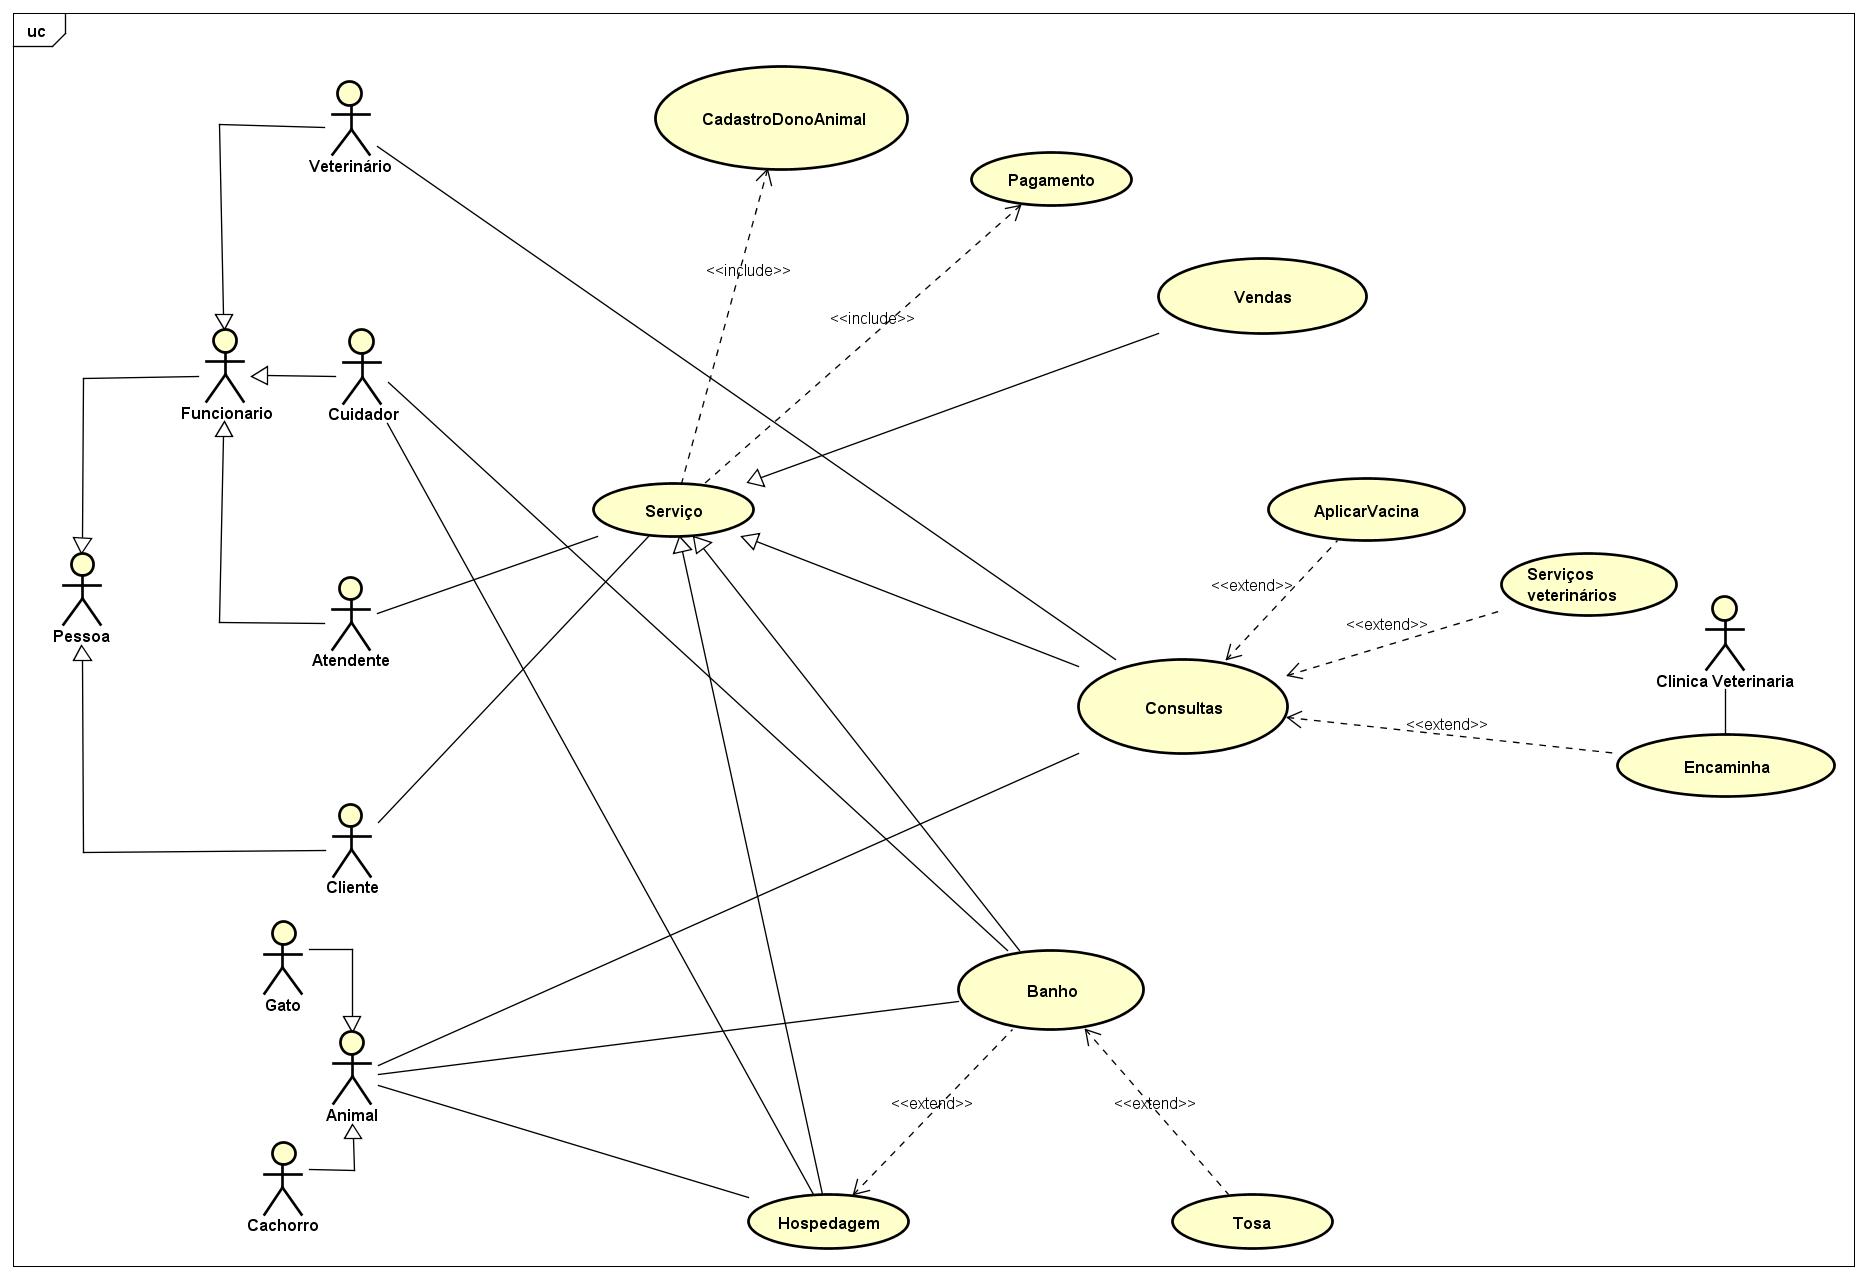 uc
CadastroDonoAnimal
Veterinário
Pagamento
<<include>>
Vendas
<<include>>
Funcionario
Cuidador
Serviço
AplicarVacina
Serviços
veterinários
<<extend>>
<<extend>>
Pessoa
Atendente
Clinica Veterinaria
Consultas
<<extend>>
Encaminha
Cliente
Gato
Banho
Animal
<<extend>>
<<extend>>
Cachorro
Hospedagem
Tosa